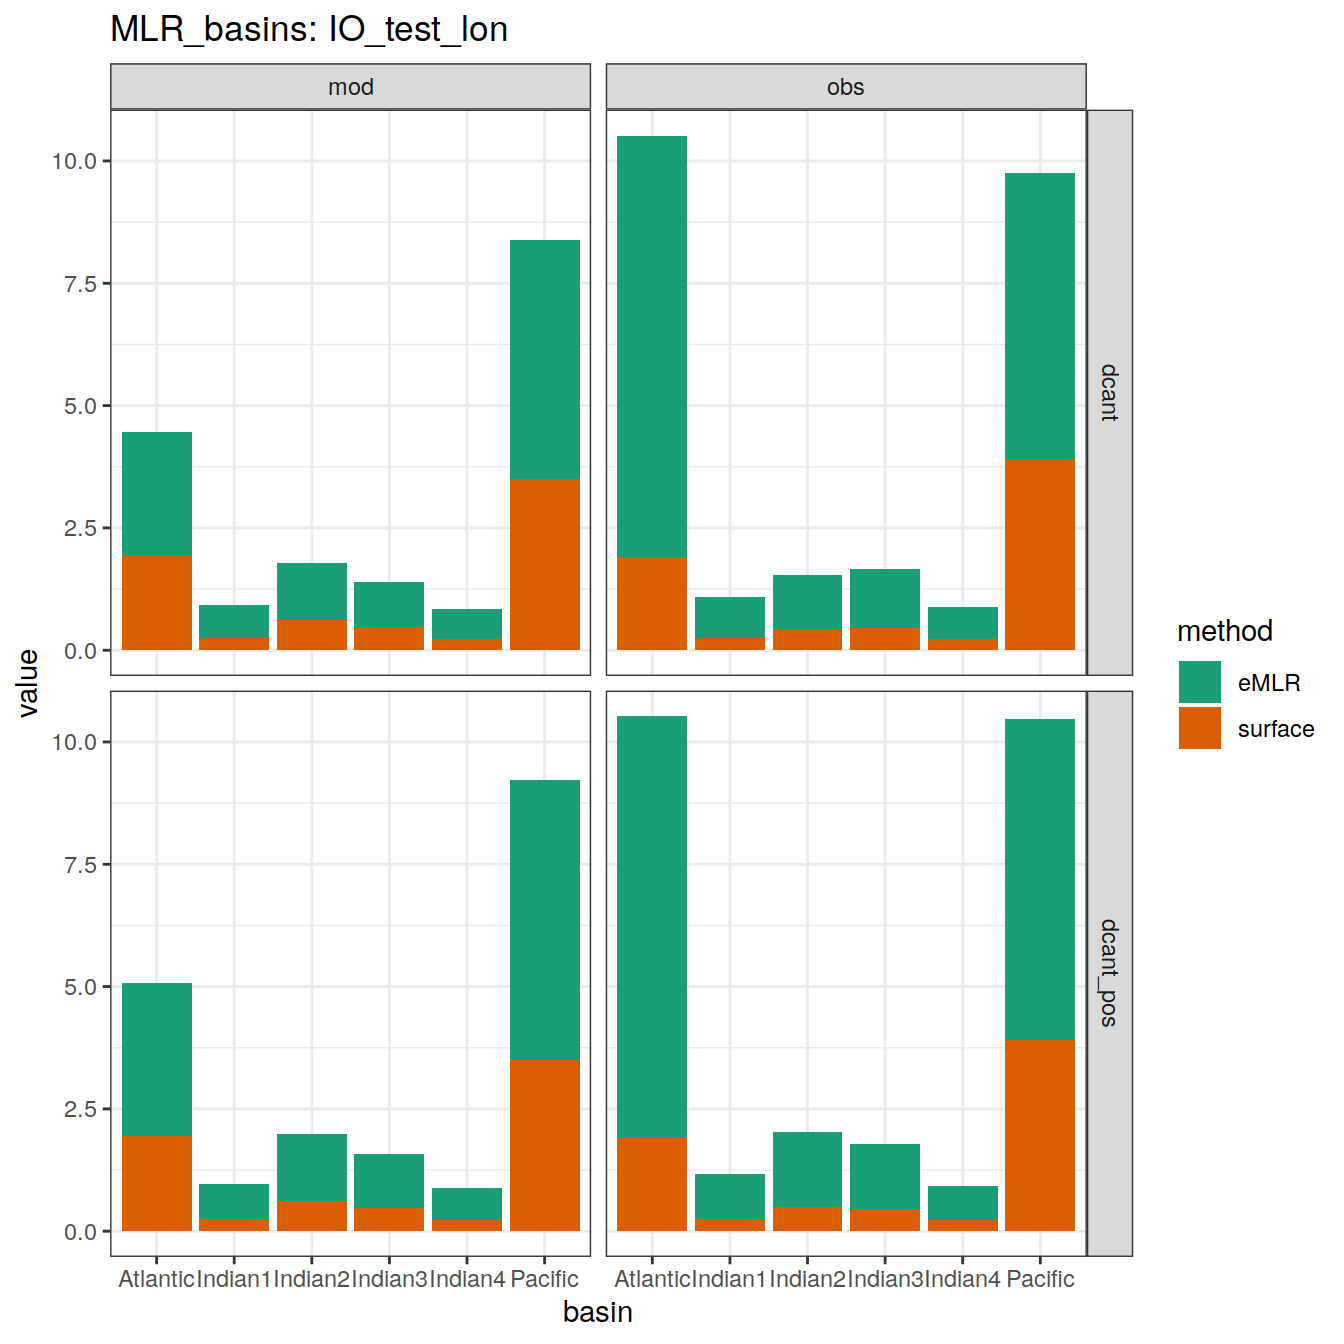 MLR_basins: IO_test_lon
mod
obs
10.0
7.5
5.0
2.5
0.0
dcant
10.0
7.5
5.0
2.5
0.0
dcant_pos
value
Atlantic Indian1 Indian2 Indian3 Indian4 Pacific
Atlantic Indian1 Indian2 Indian3 Indian4 Pacific
basin
method
eMLR
surface